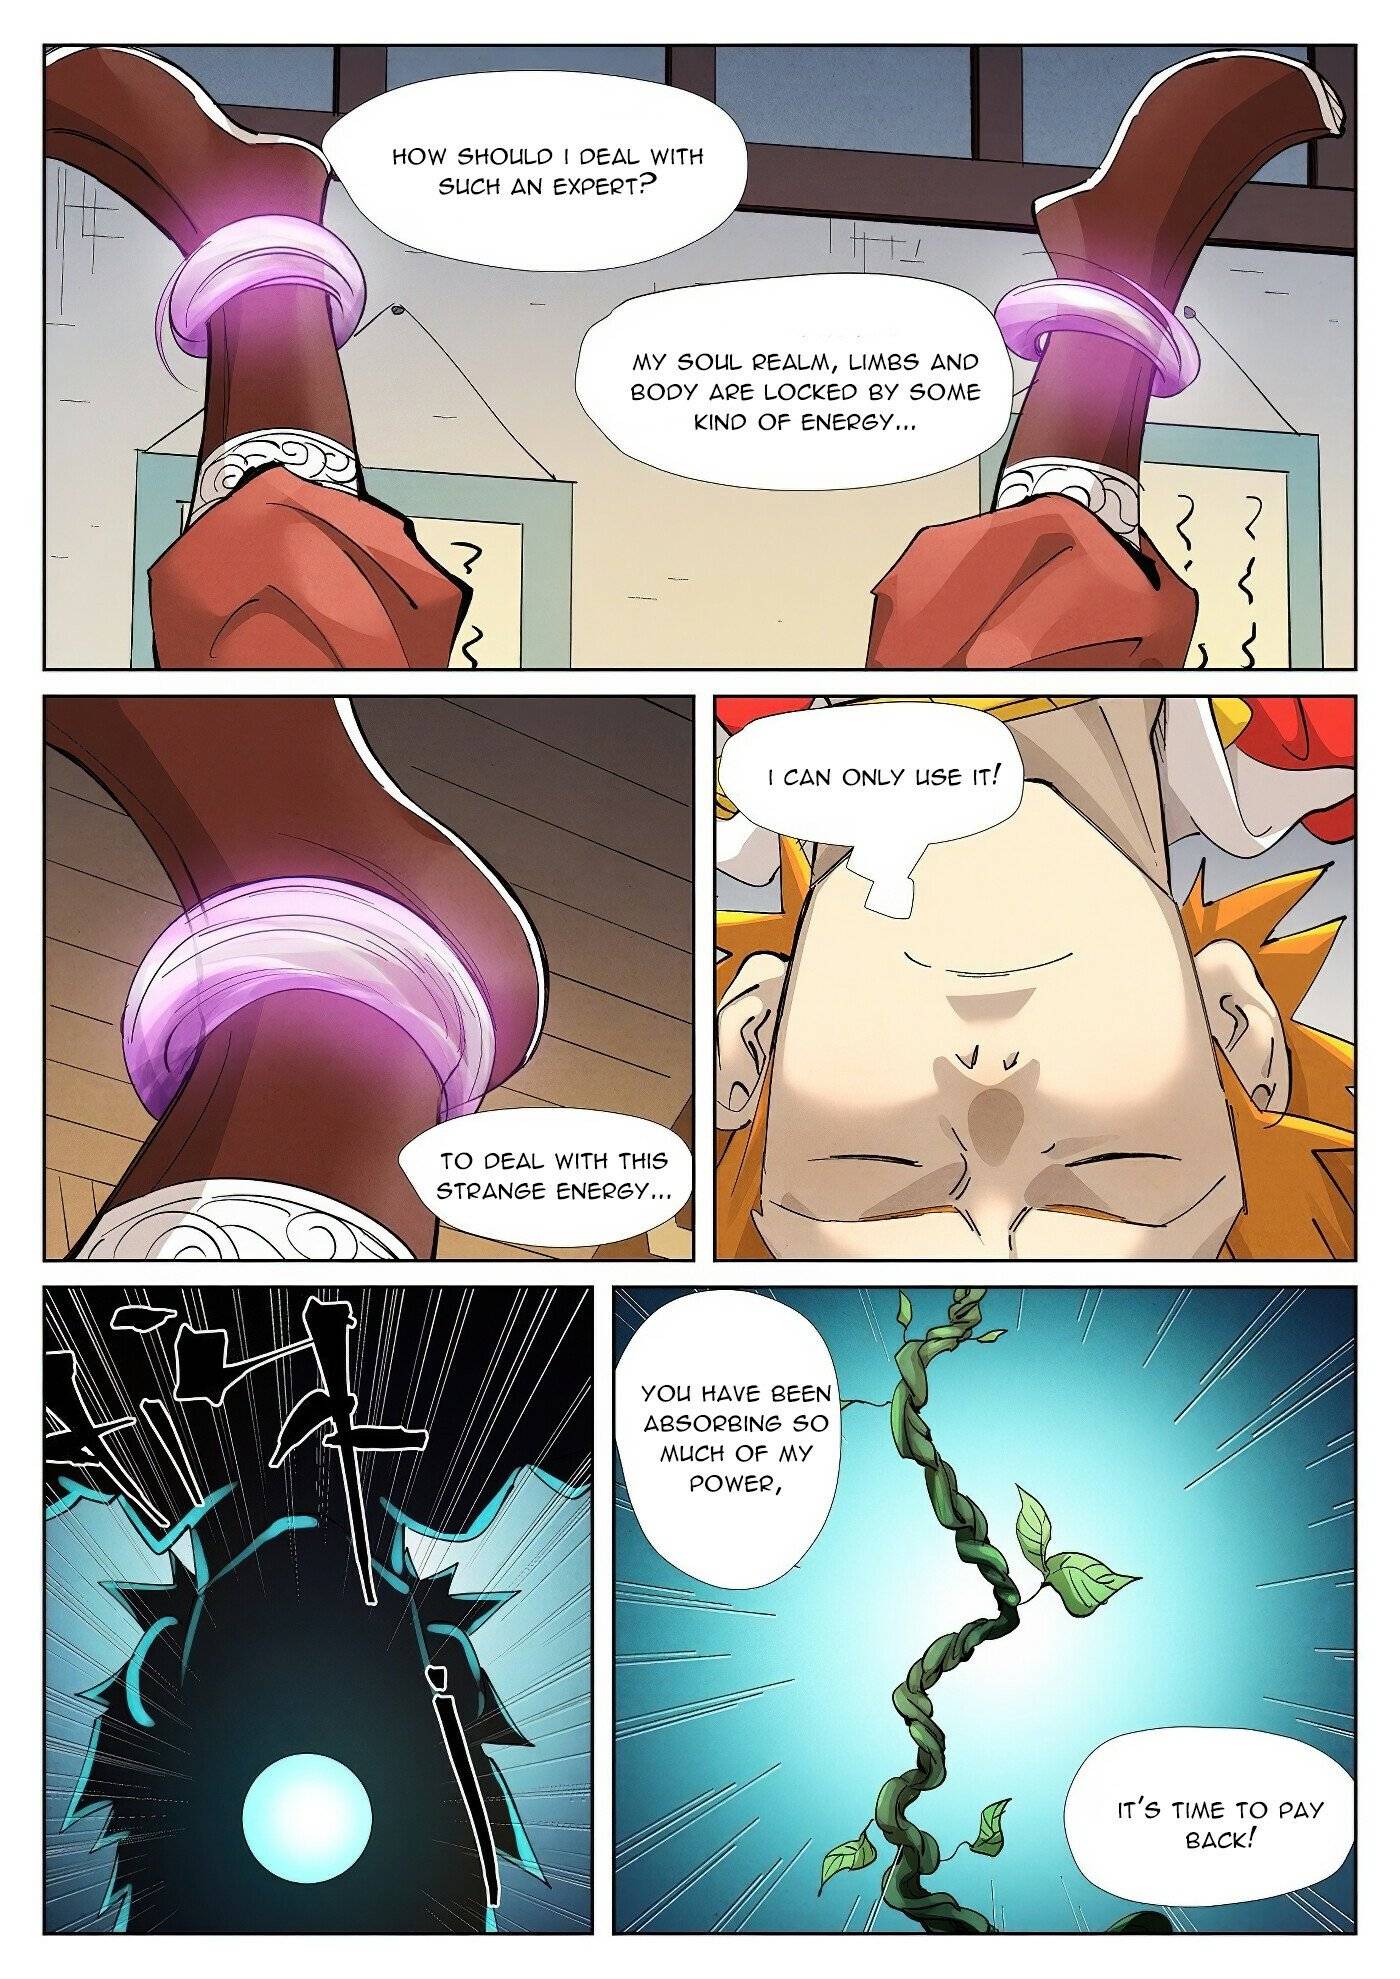 HOW SHOULD I DEAL WITH
SUCH AN EXPERT?
MY SOUL REALM, LIMBS AND
BODY ARE LOCKED BY SOME
KIND OF ENERGY...
TO DEAL WITH THIS
STRANGE ENERGY...
I CAN ONLY USE IT!
YOU HAVE BEEN
ABSORBING SO
MUCH OF MY
POWER,
IT'S TIME TO PAY
BACK!